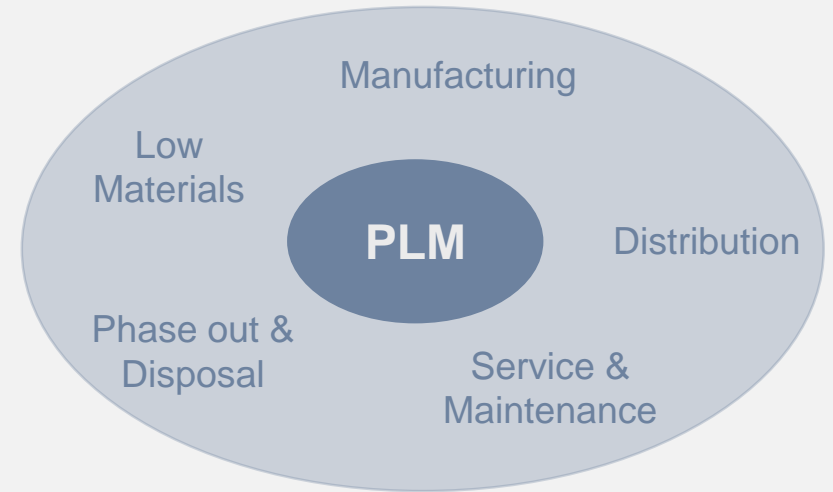 Manufacturing
Low
Materials
PLM
Distribution
Phase out &
Disposal
Service &
Maintenance